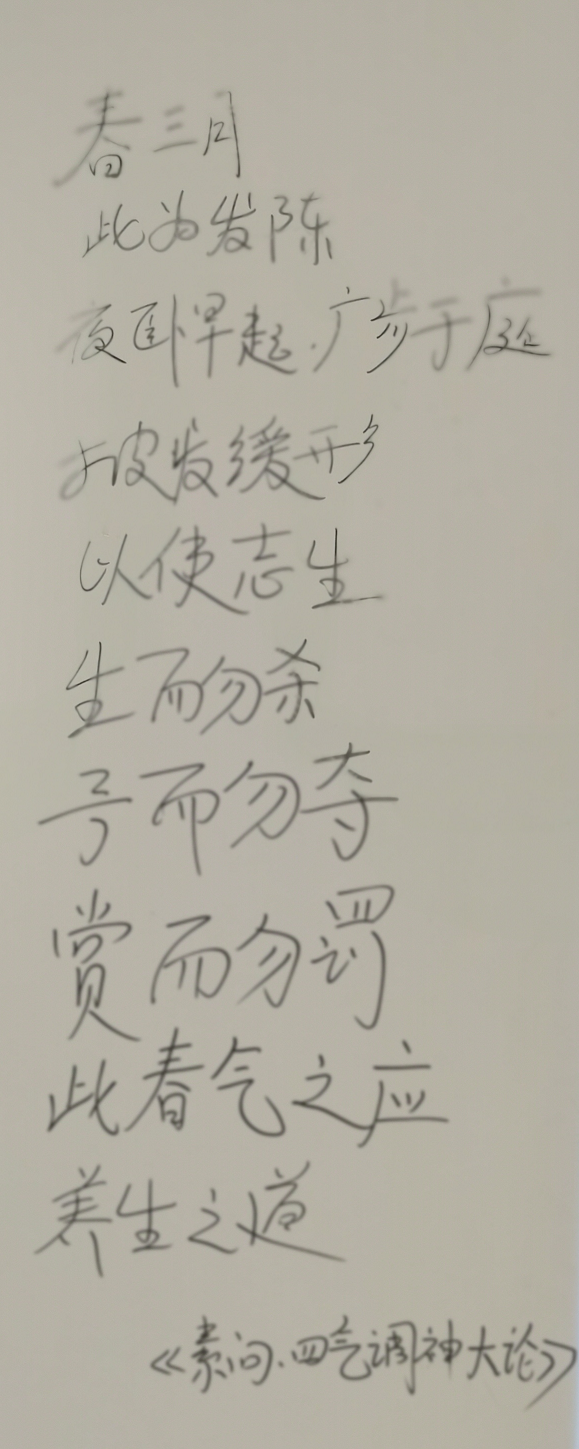 春三月
此为发陈
夜卧早起.广步于庭
披发缓形
以使志生
生而勿杀
予而勿夺
赏而勿罚
此春气之应
养生之道
《素问.四气调神大论》